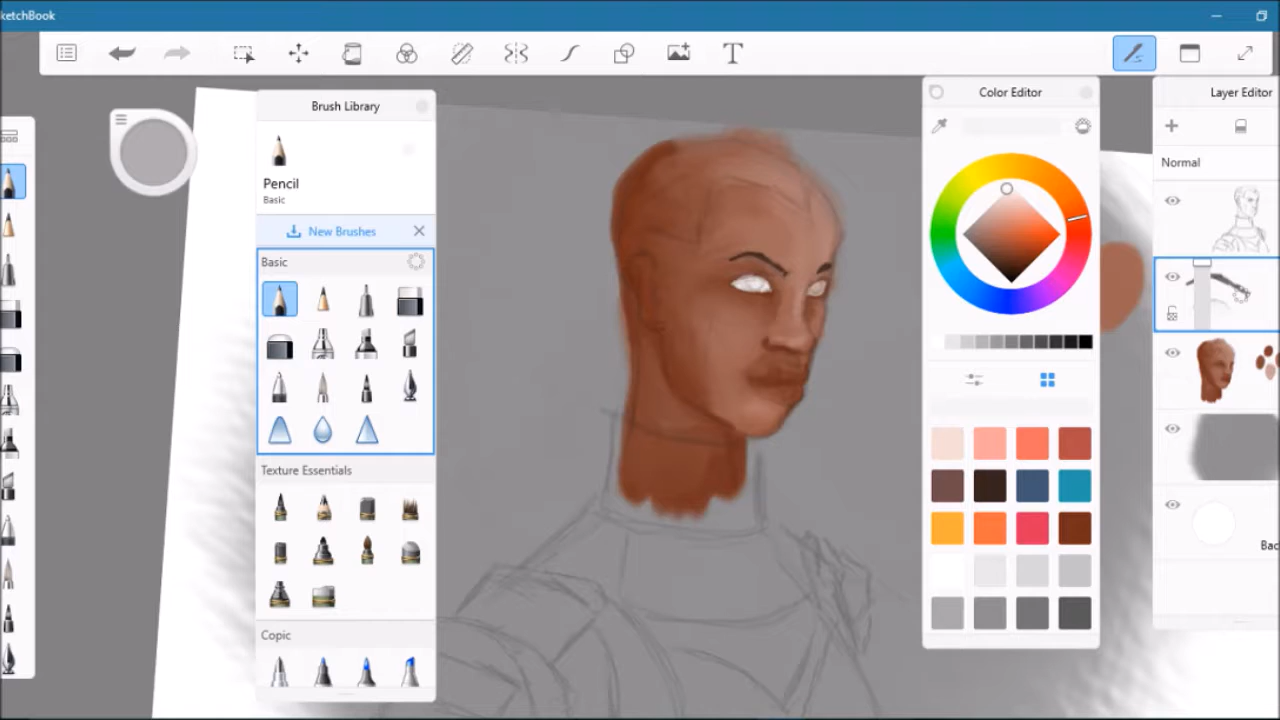 ketchBook
T
Brush Library
Color Editor
Layer Editor
Pencil
Basic
New Brushes
Normal
Basic
Texture Essentials
Bac
Copic